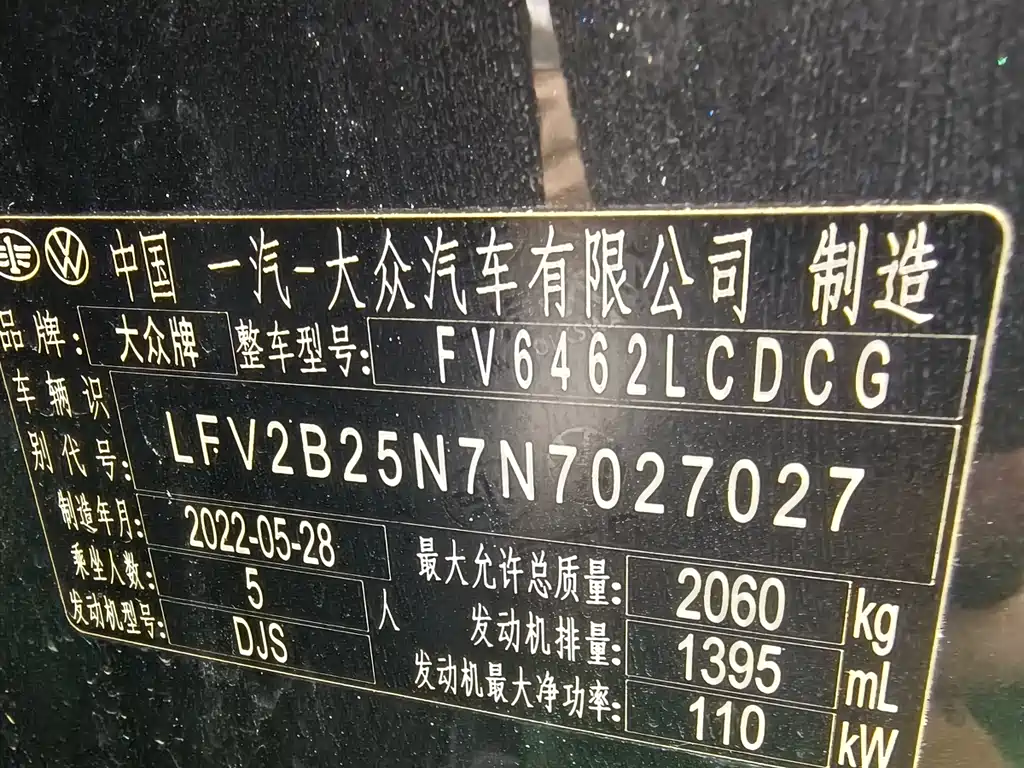 中国 一汽-大众汽车有限公司 制造
品牌: 大众牌 整车型号: FV6462LCDCG
车辆识别代号: LFV2B25N7N7027027
制造年月: 2022-05-28 最大允许总质量: 2060 kg
乘坐人数: 5 人 发动机排量: 1395 mL
发动机型号: DJS 发动机最大净功率: 110 kW